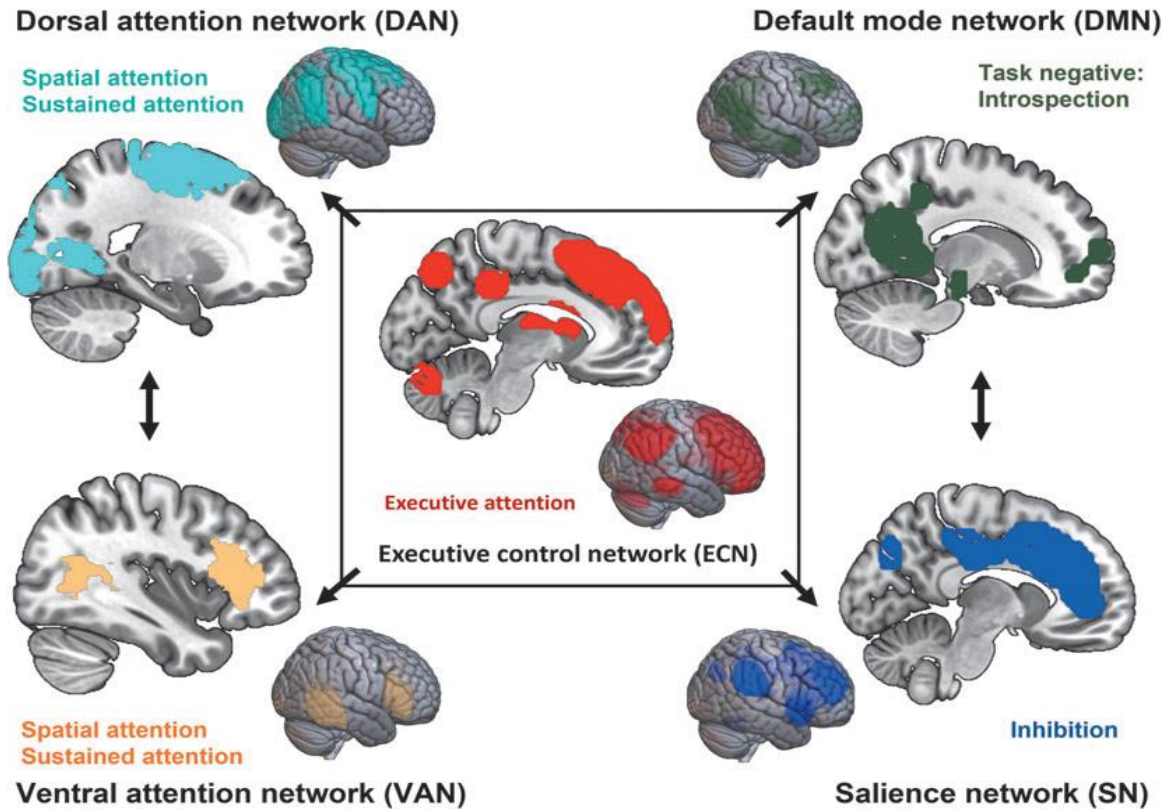 Dorsal attention network (DAN)
Default mode network (DMN)
Spatial attention
Sustained attention
Task negative:
Introspection
Executive attention
Executive control network (ECN)
Spatial attention
Sustained attention
Inhibition
Ventral attention network (VAN)
Salience network (SN)